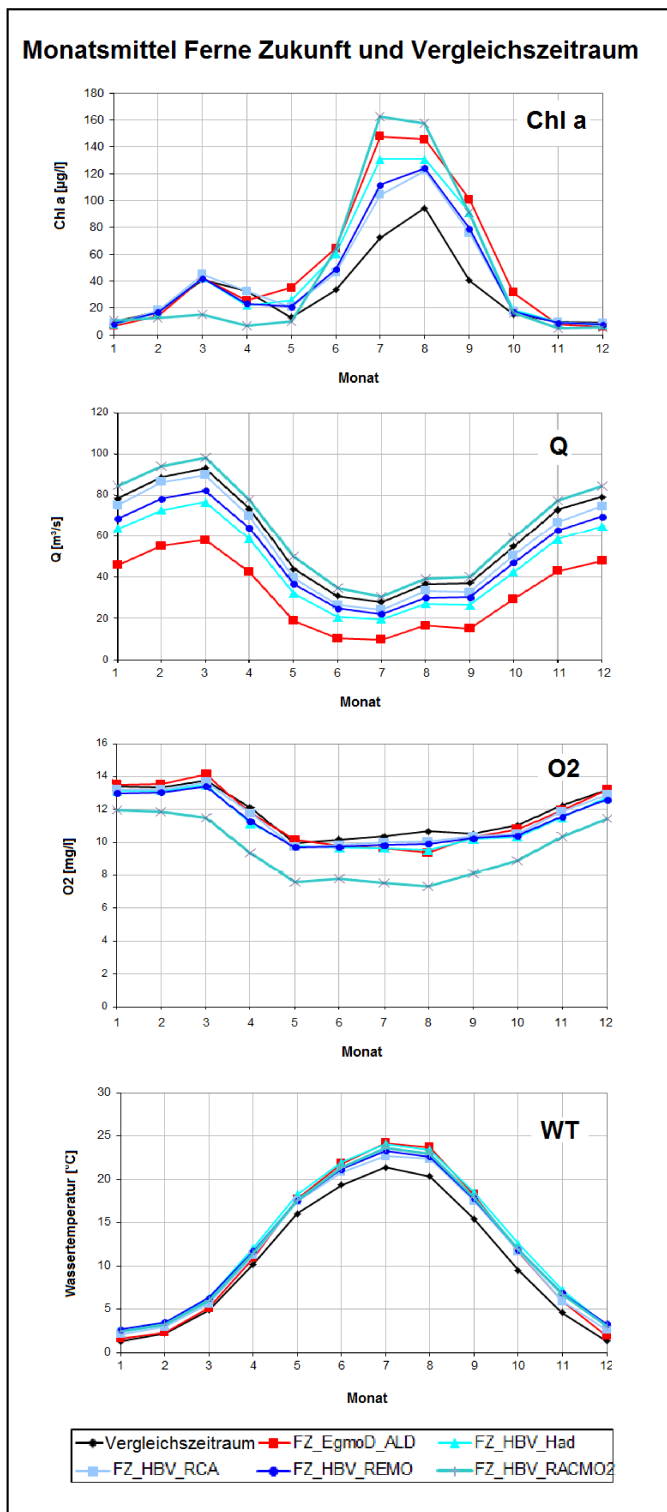 Monatsmittel Ferne Zukunft und Vergleichszeitraum
Chl a
Chl a [µg/l]
180
160
140
120
100
80
60
40
20
0
1 2 3 4 5 6 7 8 9 10 11 12
Monat
Q
Q [m³/s]
120
100
80
60
40
20
0
1 2 3 4 5 6 7 8 9 10 11 12
Monat
O2
O2 [mg/l]
16
14
12
10
8
6
4
2
0
1 2 3 4 5 6 7 8 9 10 11 12
Monat
WT
Wassertemperatur [°C]
30
25
20
15
10
5
0
1 2 3 4 5 6 7 8 9 10 11 12
Monat
Vergleichszeitraum FZ_EgmoD_ALD FZ_HBV_Had
FZ_HBV_RCA FZ_HBV_REMO FZ_HBV_RACMO2